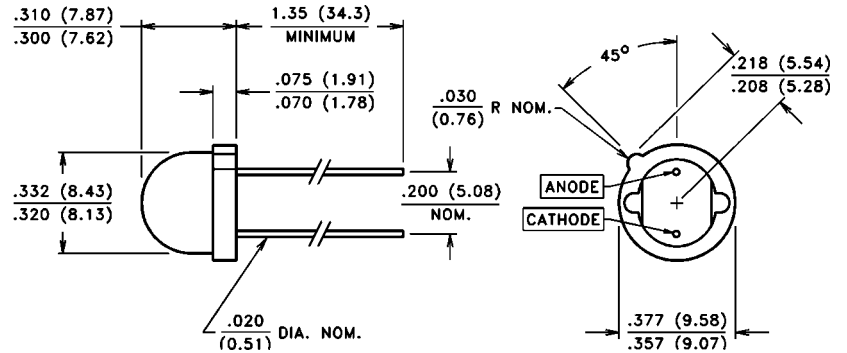 .310 (7.87)
.300 (7.62)
1.35 (34.3)
MINIMUM
.075 (1.91)
.070 (1.78)
.332 (8.43)
.320 (8.13)
.200 (5.08)
NOM.
.020
(0.51)
DIA. NOM.
45°
.218 (5.54)
.208 (5.28)
.030
(0.76)
R NOM.
ANODE
CATHODE
.377 (9.58)
.357 (9.07)